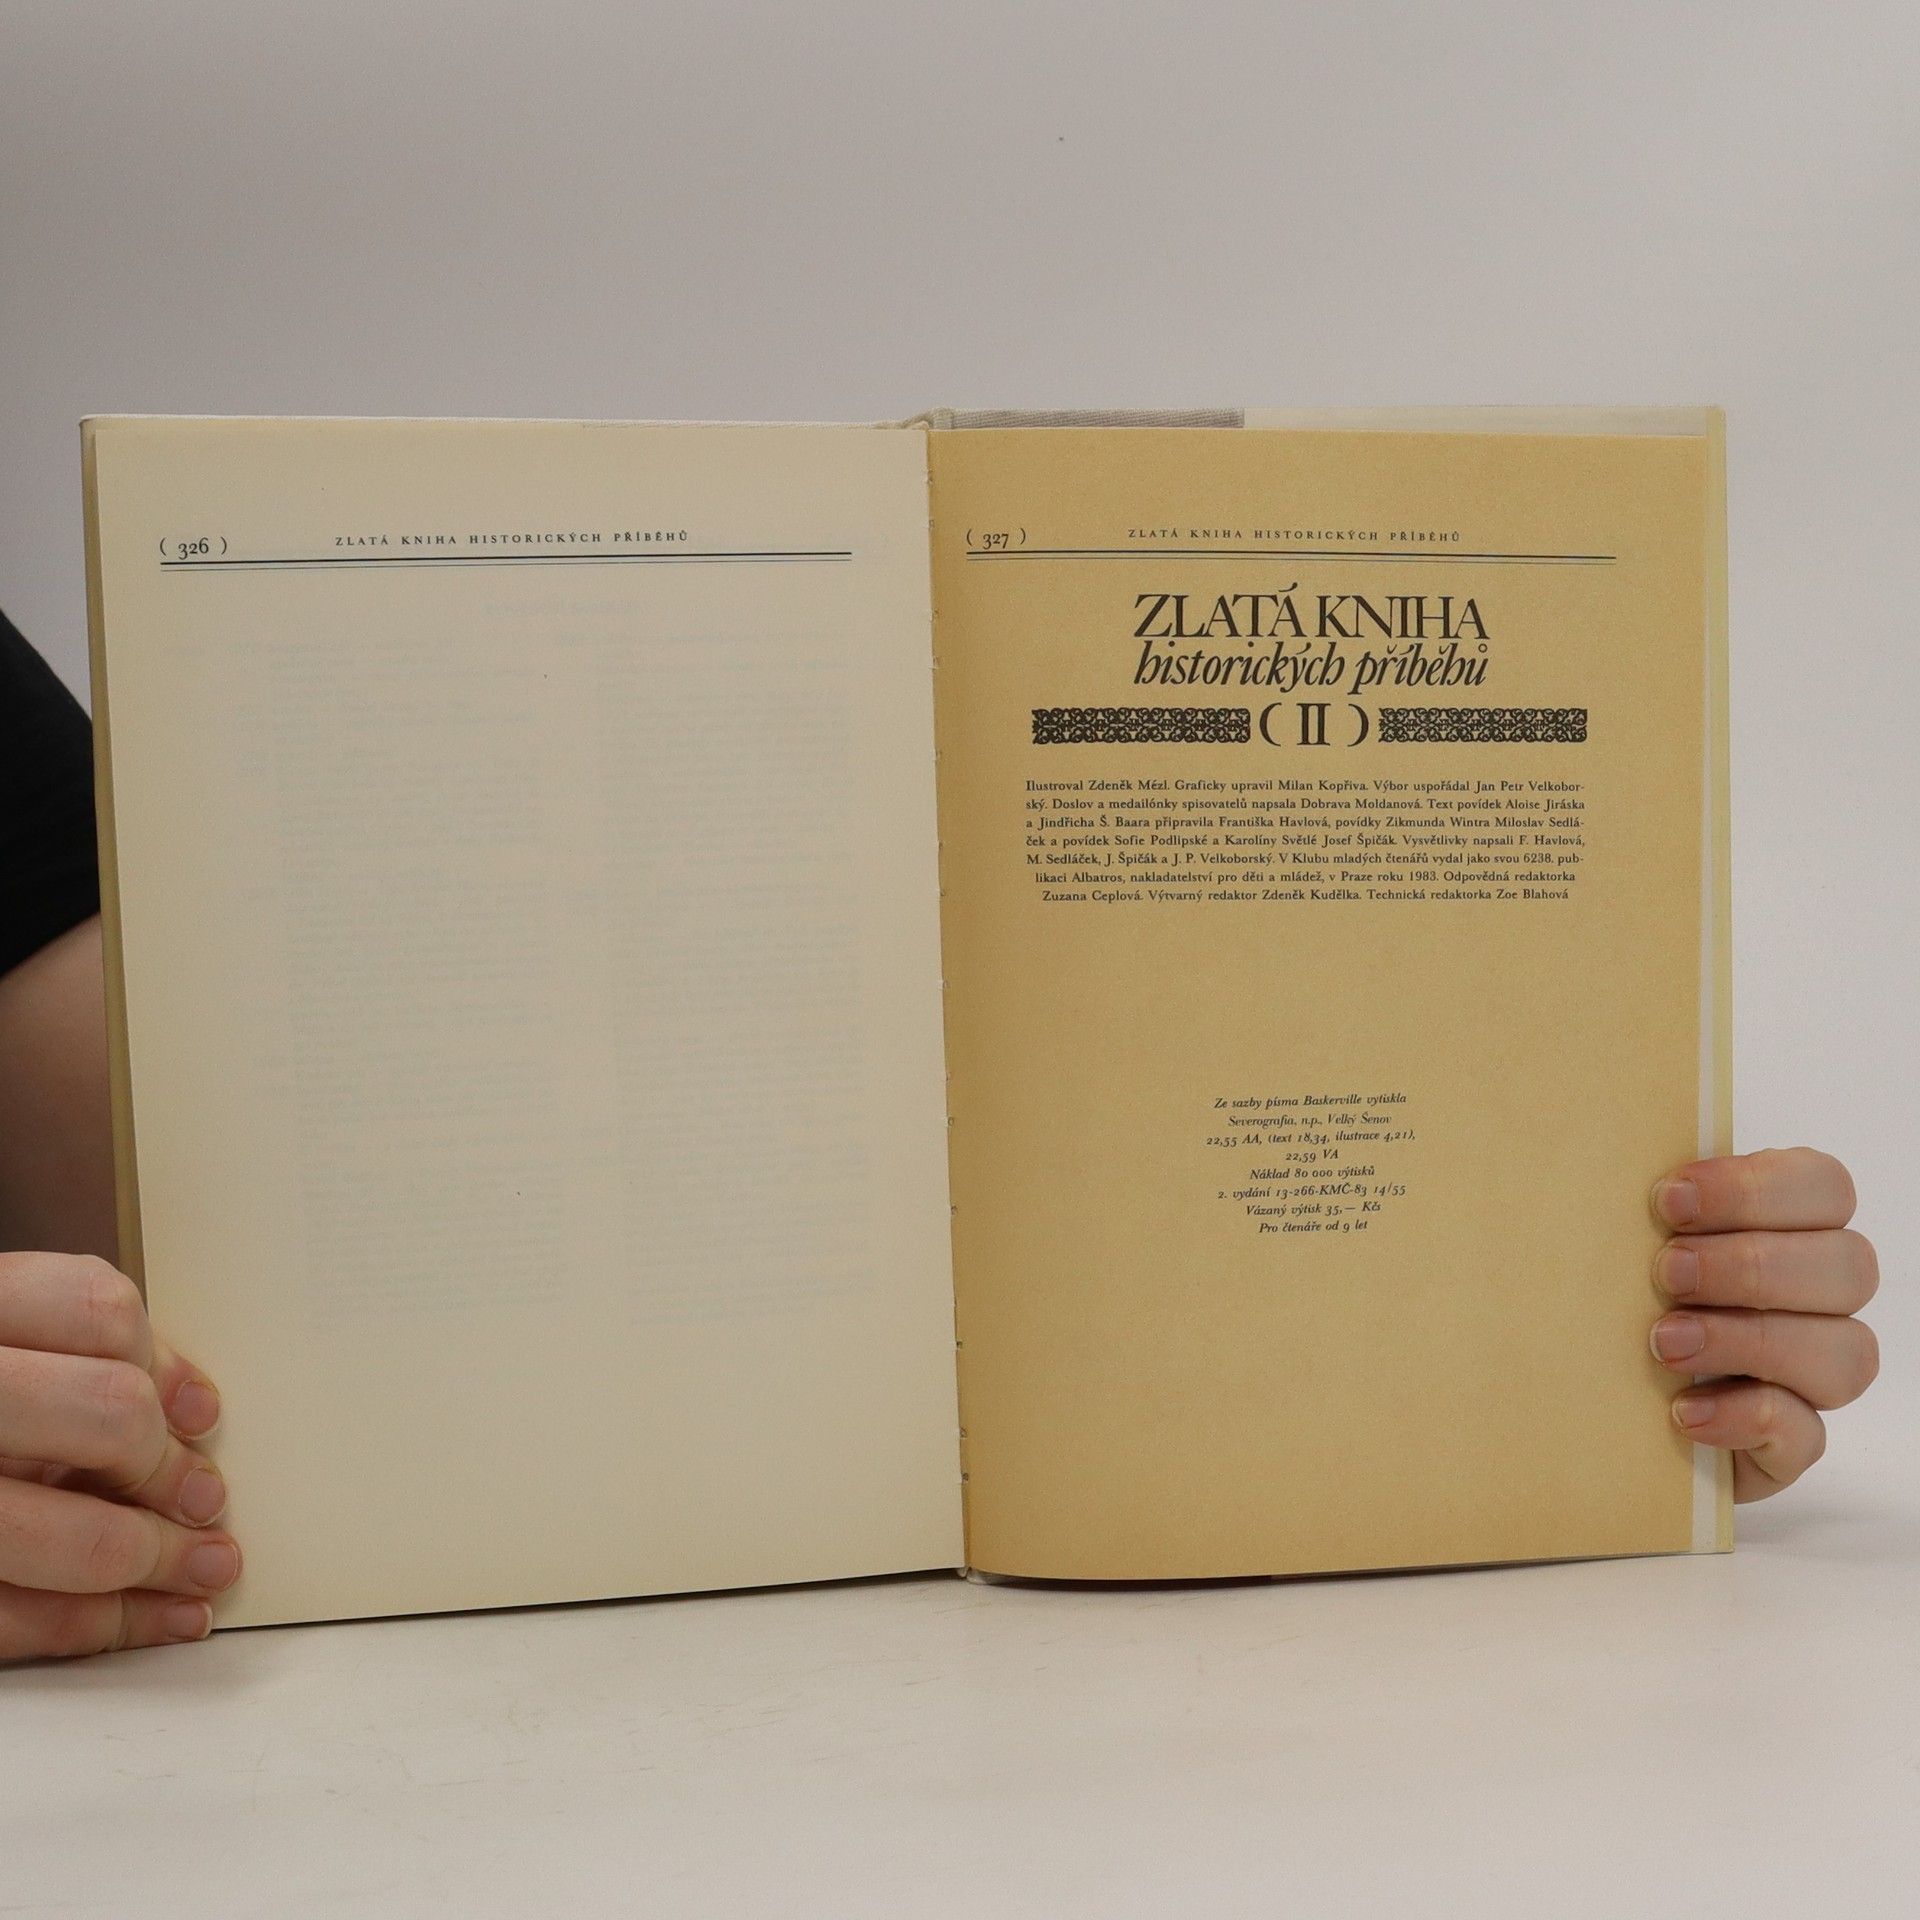 ( 326 )
ZLATÁ KNIHA HISTORICKÝCH PŘÍBĚHŮ
( 327 )
ZLATÁ KNIHA HISTORICKÝCH PŘÍBĚHŮ
ZLATÁ KNIHA
historických příběhů
( II )
Ilustroval Zdeněk Mézl. Graficky upravil Milan Kopřiva. Výbor uspořádal Jan Petr Velkobor-
ský. Doslov a medailónky spisovatelů napsala Dobrava Moldanová. Text povídek Aloise Jiráska
a Jindřicha Š. Baara připravila Františka Havlová, povídky Zikmunda Wintra Miloslav Sedlá-
ček a povídek Sofie Podlipské a Karolíny Světlé Josef Špičák. Vysvětlivky napsali F. Havlová,
M. Sedláček, J. Špičák a J. P. Velkoborský. V Klubu mladých čtenářů vydal jako svou 6238. pub-
likaci Albatros, nakladatelství pro děti a mládež, v Praze roku 1983. Odpovědná redaktorka
Zuzana Ceplová. Výtvarný redaktor Zdeněk Kudělka. Technická redaktorka Zoe Blahová
Ze sazby písma Baskerville vytiskla
Severografia, n.p., Velký Šenov
22,55 AA, (text 18,34, ilustrace 4,21),
22,59 VA
Náklad 80 000 výtisků
2. vydání 13-266-KMČ-83 14/55
Vázaný výtisk 35,— Kčs
Pro čtenáře od 9 let